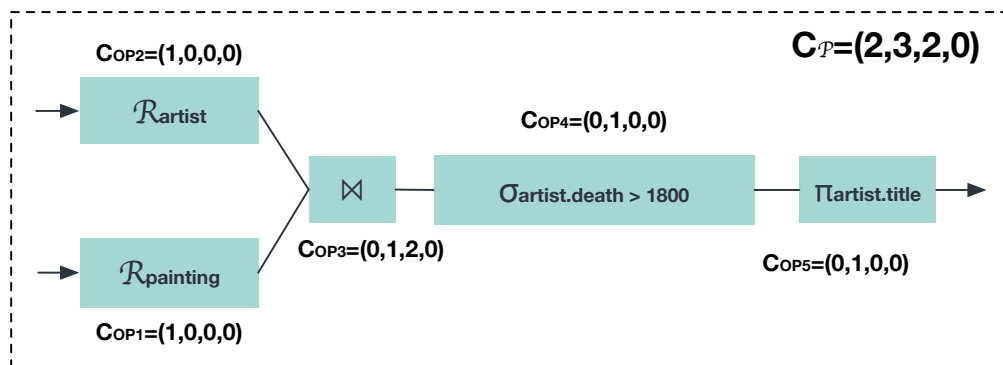 C𝒫=(2,3,2,0)
COP2=(1,0,0,0)
ℛartist
COP4=(0,1,0,0)
⋈
σartist.death > 1800
Πartist.title
COP3=(0,1,2,0)
COP5=(0,1,0,0)
ℛpainting
COP1=(1,0,0,0)